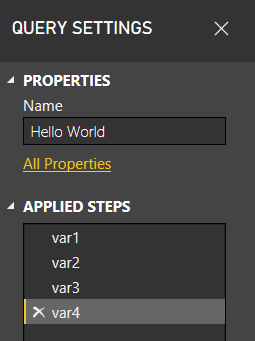 QUERY SETTINGS
PROPERTIES
Name
Hello World
All Properties
APPLIED STEPS
var1
var2
var3
var4